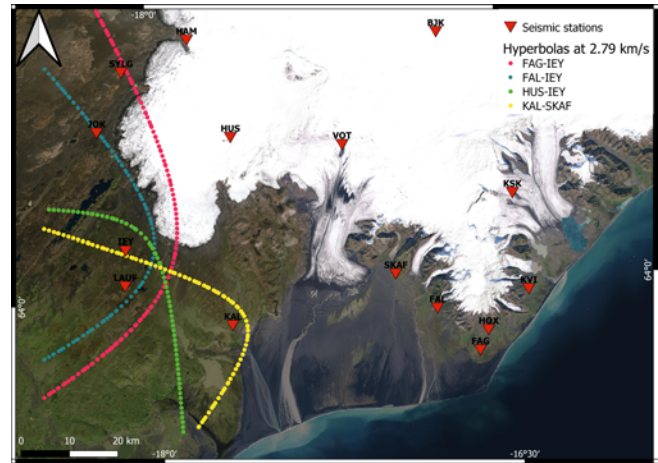 -18°0'
BJK
Seismic stations
HAM
Hyperbolas at 2.79 km/s
SYLG
FAG-IEY
FAL-IEY
HUS-IEY
KAL-SKAF
JOK
HUS
VOT
KSK
IEY
64°0'
SKAF
LAUF
KVI
FAL
64°0'
KAL
HOX
FAG
0 10 20 km
-18°0'
-16°30'